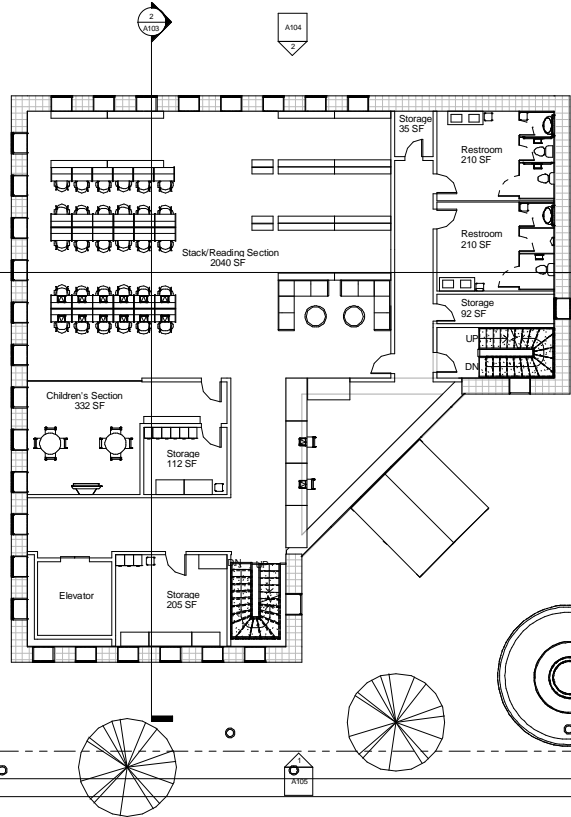 2
A103
A104
2
Storage
35 SF
Restroom
210 SF
Restroom
210 SF
Stack/Reading Section
2040 SF
Storage
92 SF
UP
DN
Children's Section
332 SF
Storage
112 SF
DN
UP
Elevator
Storage
205 SF
1
A105